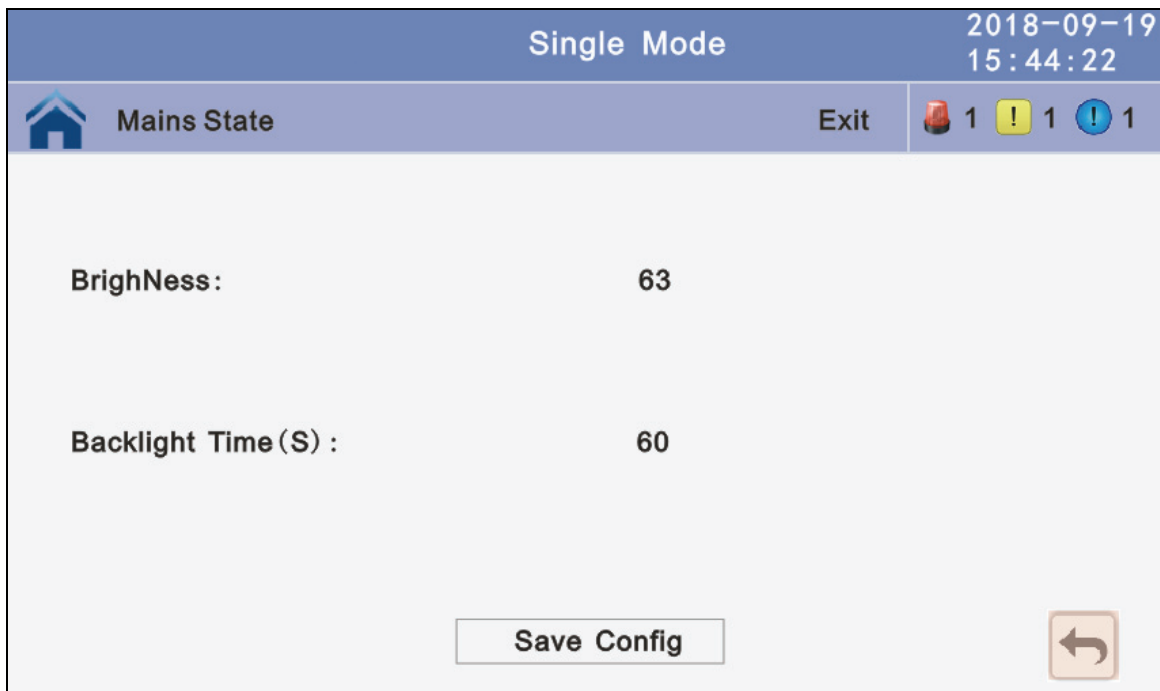 Single Mode
2018-09-19
15:44:22
Mains State
Exit
1 ! 1 ! 1
BrighNess: 63
Backlight Time(S): 60
Save Config